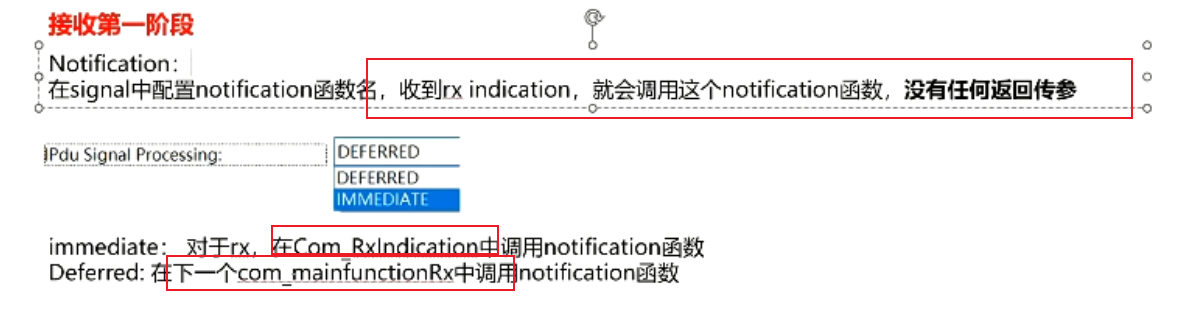 接收第一阶段
Notification:
在signal中配置notification函数名，收到rx indication，就会调用这个notification函数，没有任何返回传参
IPdu Signal Processing:
DEFERRED
DEFERRED
IMMEDIATE
immediate： 对于rx，在Com_RxIndication中调用notification函数
Deferred: 在下一个com_mainfunctionRx中调用notification函数